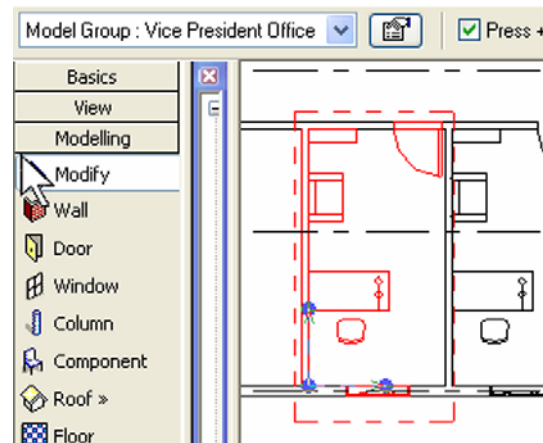 Model Group : Vice President Office
Press +
Basics
View
Modelling
Modify
Wall
Door
Window
Column
Component
Roof »
Floor